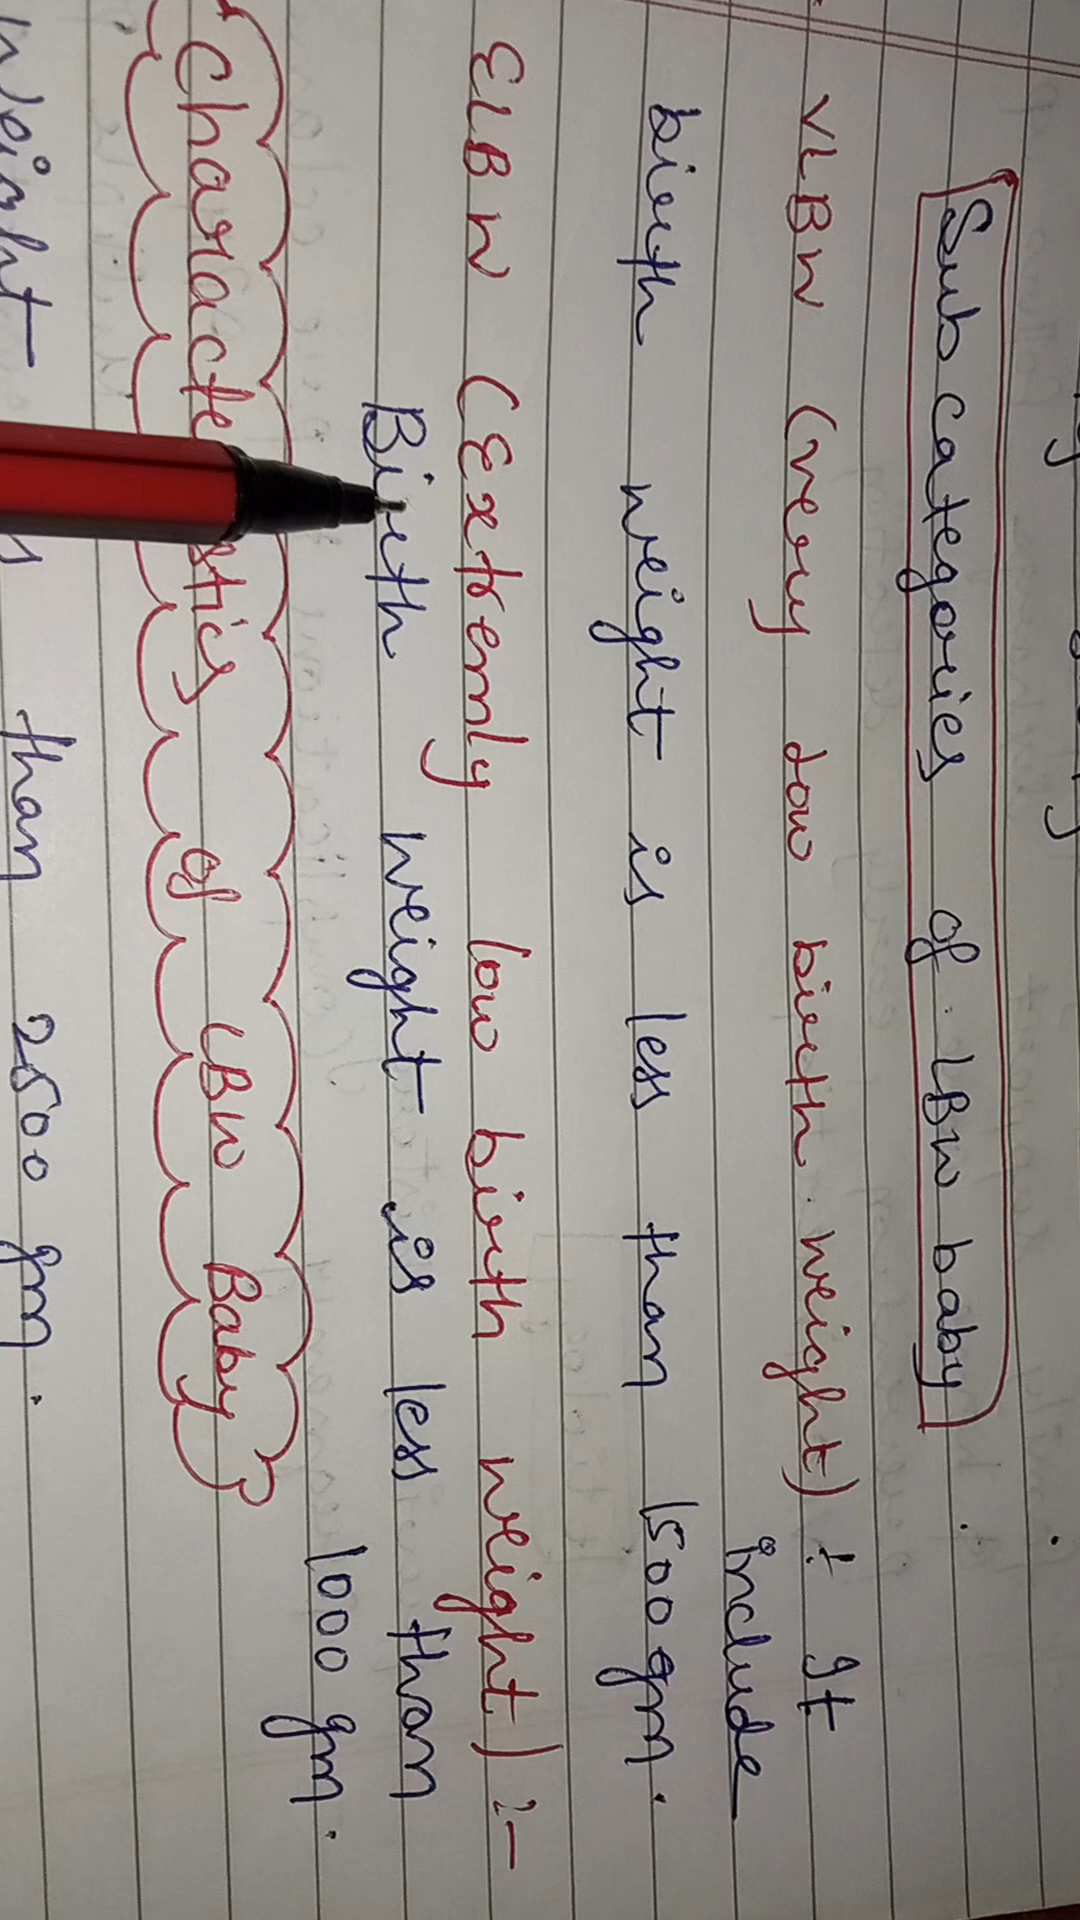 Sub categories of LBW baby
VLBW (very low birth weight) : It
include
birth weight is less than 1500 gm.
ELBW (Extremly low birth weight) :-
Birth weight is less than
1000 gm.
of LBW Baby
Weight than 2500 gm.